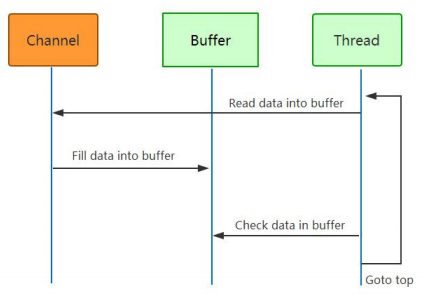 Channel
Buffer
Thread
Read data into buffer
Fill data into buffer
Check data in buffer
Goto top